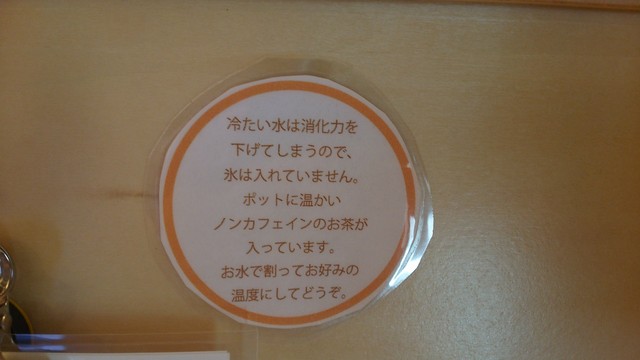 冷たい水は消化力を
下げてしまうので、
氷は入れていません。
ポットに温かい
ノンカフェインのお茶が
入っています。
お水で割ってお好みの
温度にしてどうぞ。